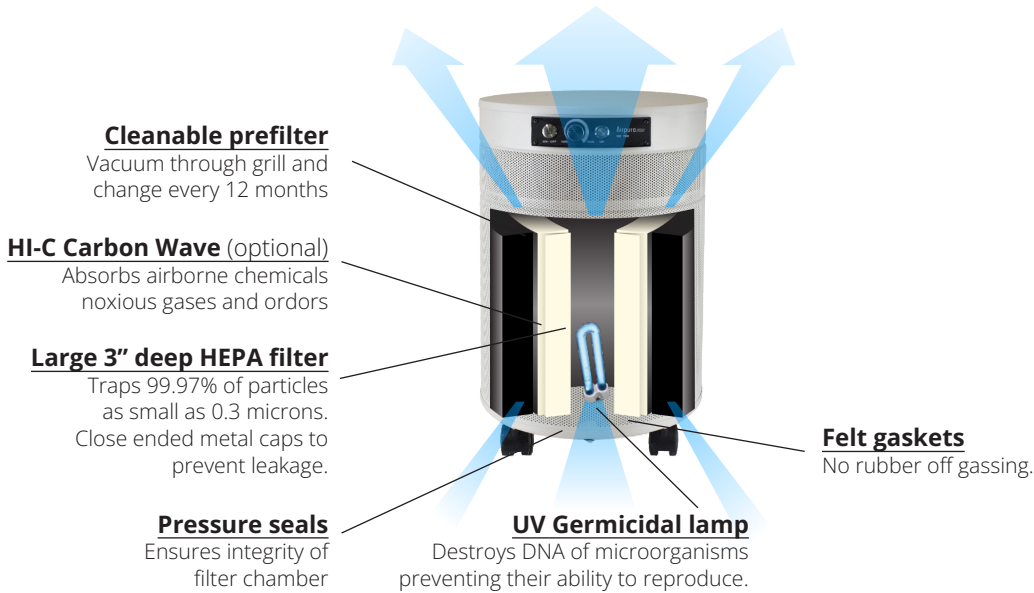 Cleanable prefilter
Vacuum through grill and
change every 12 months
HI-C Carbon Wave (optional)
Absorbs airborne chemicals
noxious gases and ordors
Large 3” deep HEPA filter
Traps 99.97% of particles
as small as 0.3 microns.
Close ended metal caps to
prevent leakage.
Pressure seals
Ensures integrity of
filter chamber
UV Germicidal lamp
Destroys DNA of microorganisms
preventing their ability to reproduce.
Felt gaskets
No rubber off gassing.
Airpura